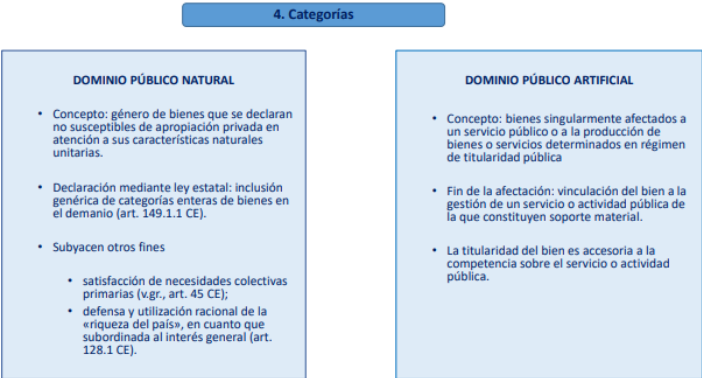 4. Categorías
DOMINIO PÚBLICO NATURAL
• Concepto: género de bienes que se declaran
no susceptibles de apropiación privada en
atención a sus características naturales
unitarias.
• Declaración mediante ley estatal: inclusión
genérica de categorías enteras de bienes en
el demanio (art. 149.1.1 CE).
• Subyacen otros fines
• satisfacción de necesidades colectivas
primarias (v.gr., art. 45 CE);
• defensa y utilización racional de la
«riqueza del país», en cuanto que
subordinada al interés general (art.
128.1 CE).
DOMINIO PÚBLICO ARTIFICIAL
• Concepto: bienes singularmente afectados a
un servicio público o a la producción de
bienes o servicios determinados en régimen
de titularidad pública
• Fin de la afectación: vinculación del bien a la
gestión de un servicio o actividad pública de
la que constituyen soporte material.
• La titularidad del bien es accesoria a la
competencia sobre el servicio o actividad
pública.